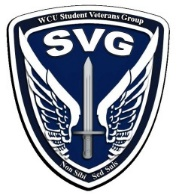 WCU Student Veterans Group
SVG
Non Sibi Sed Suis